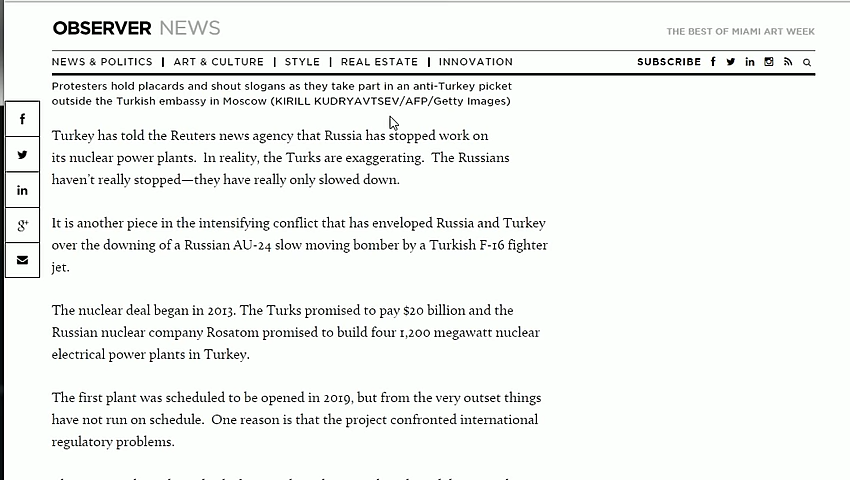 OBSERVER NEWS
THE BEST OF MIAMI ART WEEK
NEWS & POLITICS | ART & CULTURE | STYLE | REAL ESTATE | INNOVATION
SUBSCRIBE f in
Protesters hold placards and shout slogans as they take part in an anti-Turkey picket
outside the Turkish embassy in Moscow (KIRILL KUDRYAVTSEV/AFP/Getty Images)
f
in
g+
Turkey has told the Reuters news agency that Russia has stopped work on
its nuclear power plants.  In reality, the Turks are exaggerating.  The Russians
haven't really stopped—they have really only slowed down.
It is another piece in the intensifying conflict that has enveloped Russia and Turkey
over the downing of a Russian AU-24 slow moving bomber by a Turkish F-16 fighter
jet.
The nuclear deal began in 2013. The Turks promised to pay $20 billion and the
Russian nuclear company Rosatom promised to build four 1,200 megawatt nuclear
electrical power plants in Turkey.
The first plant was scheduled to be opened in 2019, but from the very outset things
have not run on schedule.  One reason is that the project confronted international
regulatory problems.